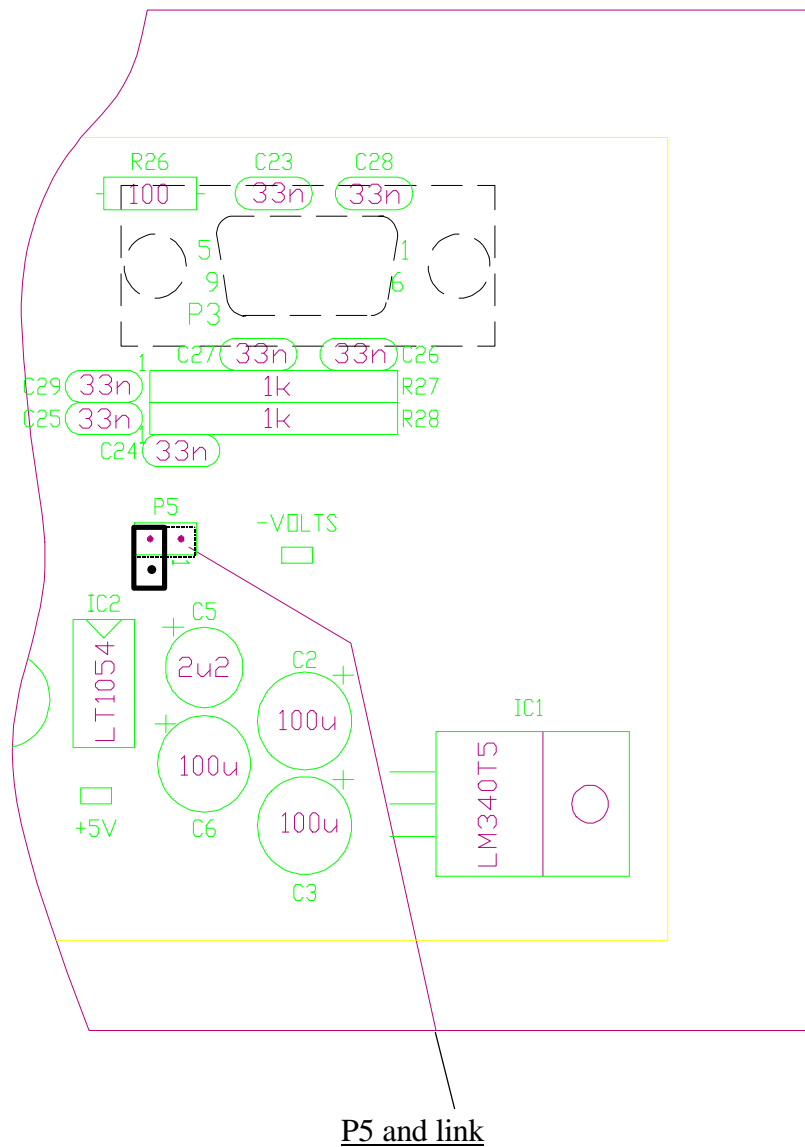 R26 C23 C28
100 33n 33n
5 1
9 6
P3
C27 33n 33n C26
1
C29 33n 1k R27
C25 33n 1k R28
1
C24 33n
P5
-VOLTS
1
IC2 C5
LT1054 2u2
C2
100u
IC1
100u
LM340T5
+5V C6 100u
C3
P5 and link